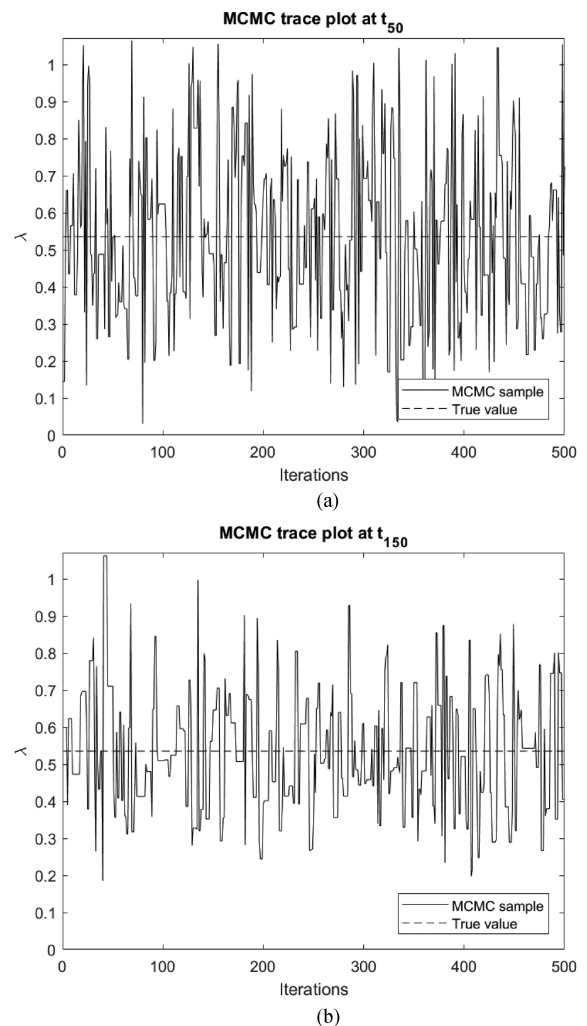 MCMC trace plot at t50
1
0.9
0.8
0.7
0.6
0.5
0.4
0.3
0.2
0.1
0
λ
0 100 200 300 400 500
Iterations
MCMC sample
True value
(a)
MCMC trace plot at t150
1
0.9
0.8
0.7
0.6
0.5
0.4
0.3
0.2
0.1
0
λ
0 100 200 300 400 500
Iterations
MCMC sample
True value
(b)